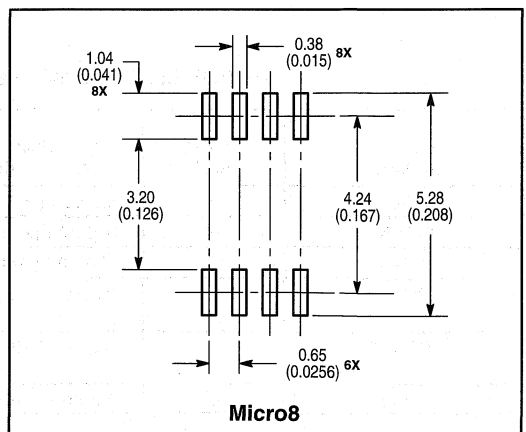 1.04
(0.041)
8X
0.38
(0.015) 8X
3.20
(0.126)
4.24
(0.167)
5.28
(0.208)
0.65
(0.0256) 6X
Micro8